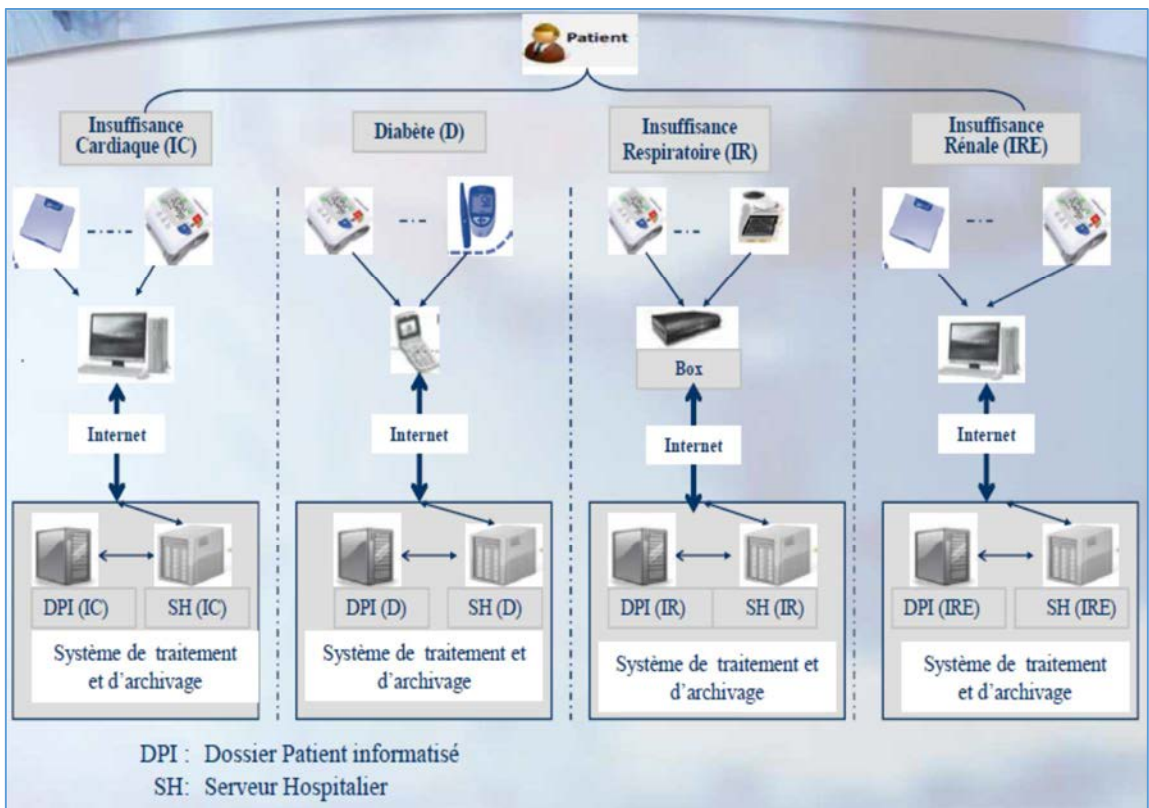 Patient
Insuffisance
Cardiaque (IC)
Diabète (D)
Insuffisance
Respiratoire (IR)
Insuffisance
Rénale (IRE)
Box
Internet
Internet
Internet
Internet
DPI (IC)
SH (IC)
DPI (D)
SH (D)
DPI (IR)
SH (IR)
DPI (IRE)
SH (IRE)
Système de traitement
et d'archivage
Système de traitement et
d'archivage
Système de traitement et
d'archivage
Système de traitement
et d'archivage
DPI : Dossier Patient informatisé
SH: Serveur Hospitalier